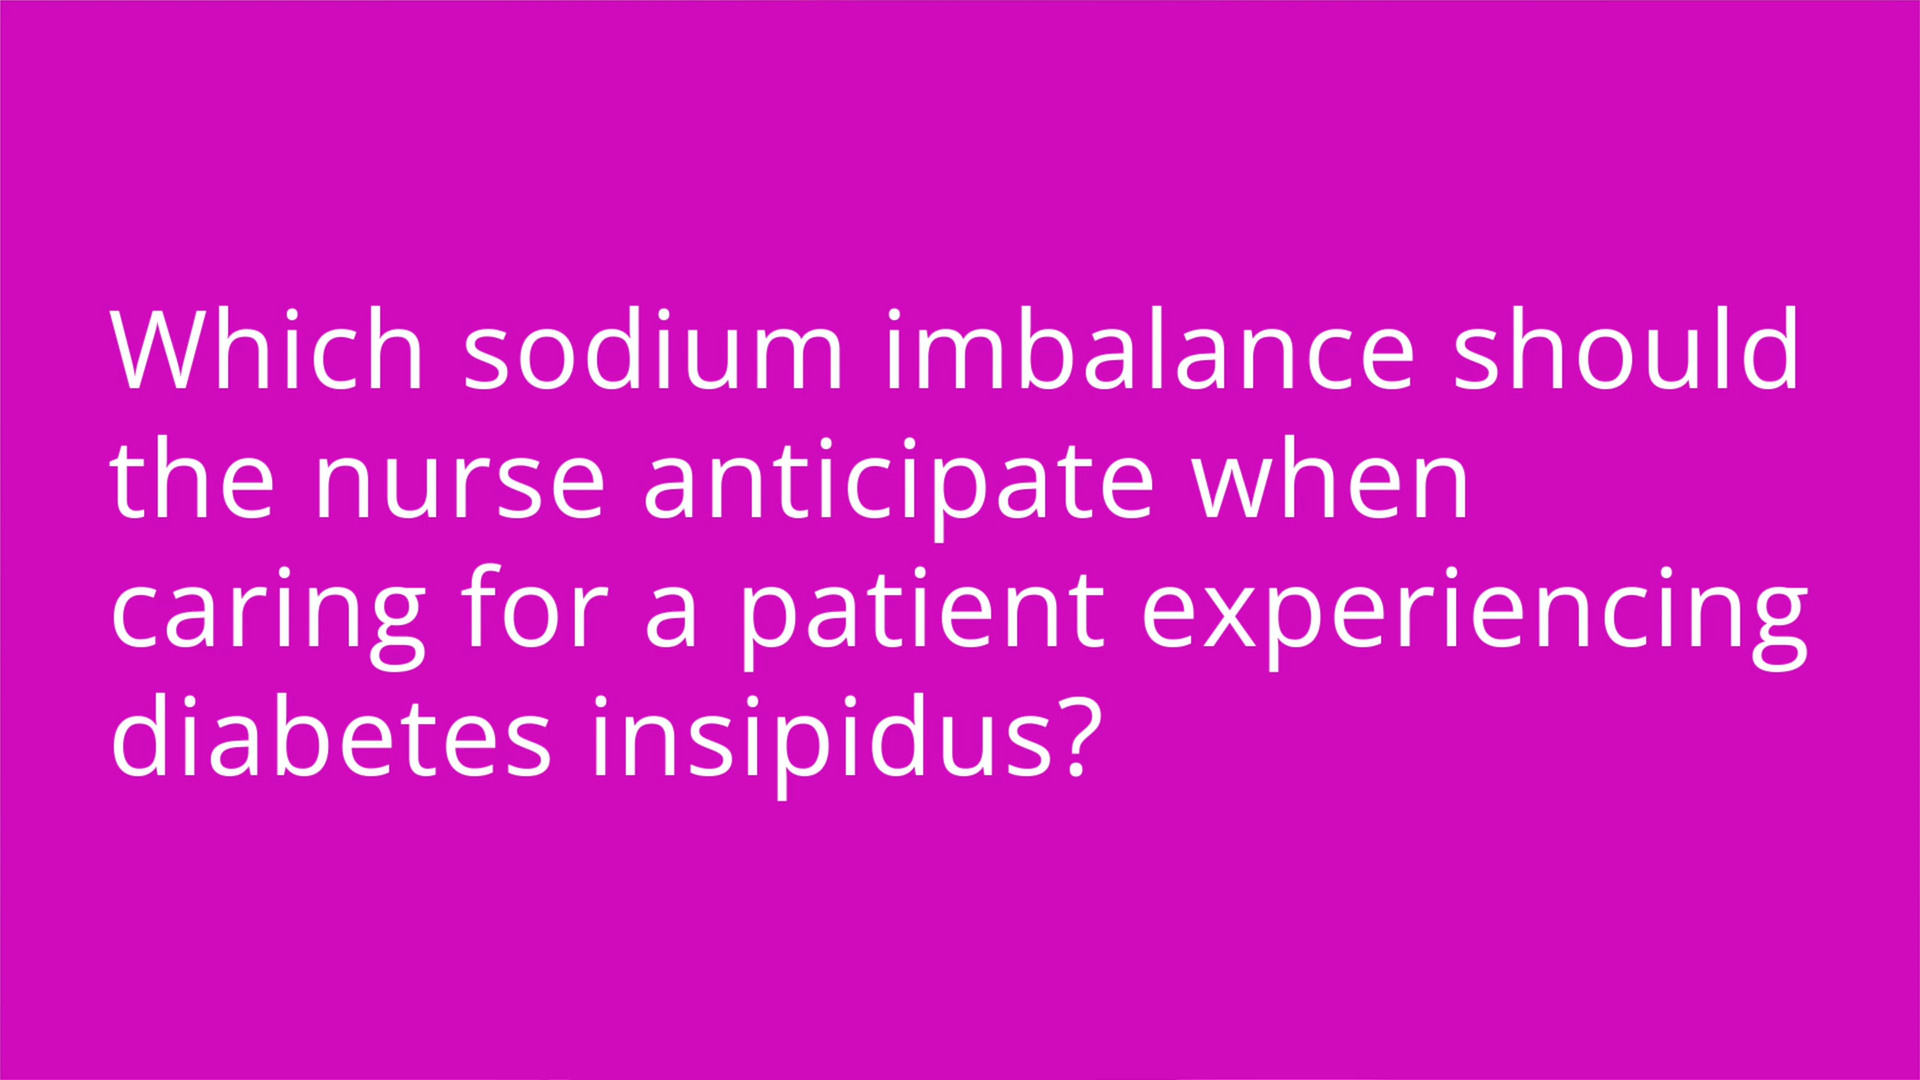 Which sodium imbalance should
the nurse anticipate when
caring for a patient experiencing
diabetes insipidus?